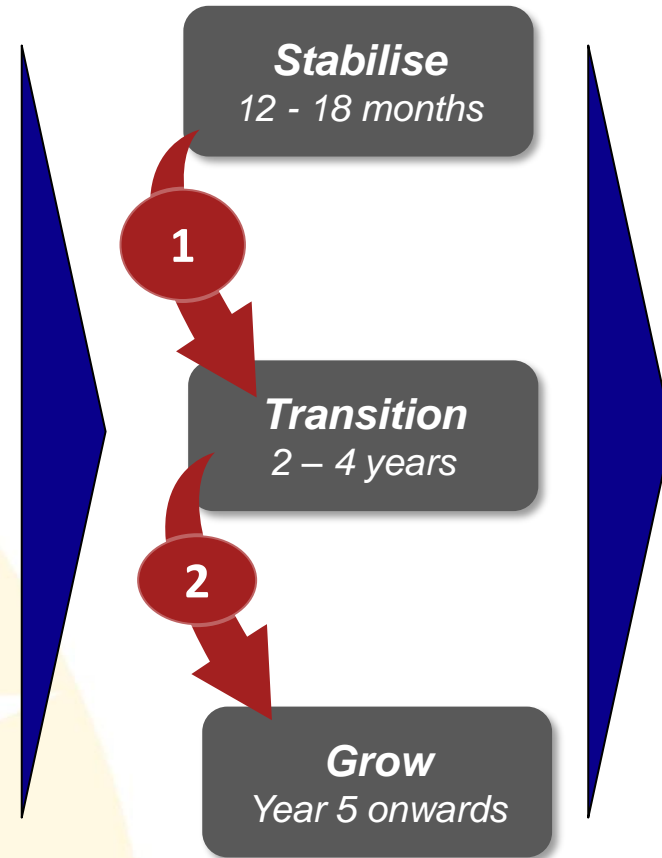 Stabilise
12 - 18 months
1
Transition
2 – 4 years
2
Grow
Year 5 onwards